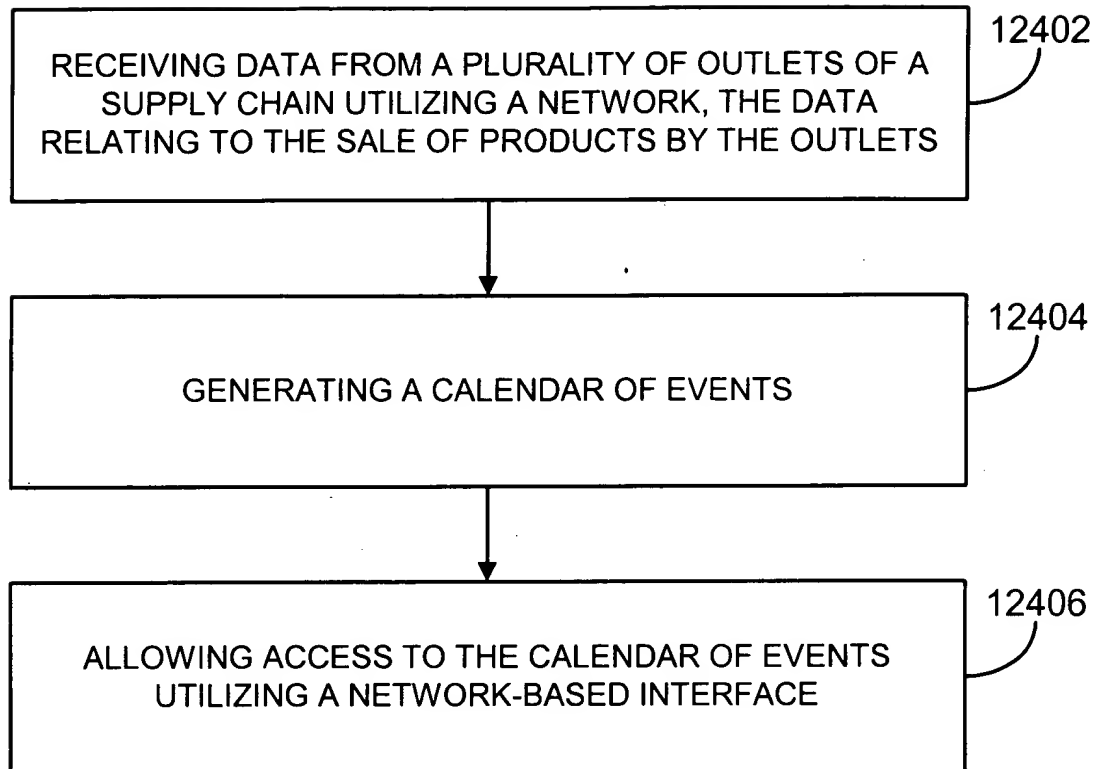 12402
RECEIVING DATA FROM A PLURALITY OF OUTLETS OF A
SUPPLY CHAIN UTILIZING A NETWORK, THE DATA
RELATING TO THE SALE OF PRODUCTS BY THE OUTLETS
12404
GENERATING A CALENDAR OF EVENTS
12406
ALLOWING ACCESS TO THE CALENDAR OF EVENTS
UTILIZING A NETWORK-BASED INTERFACE